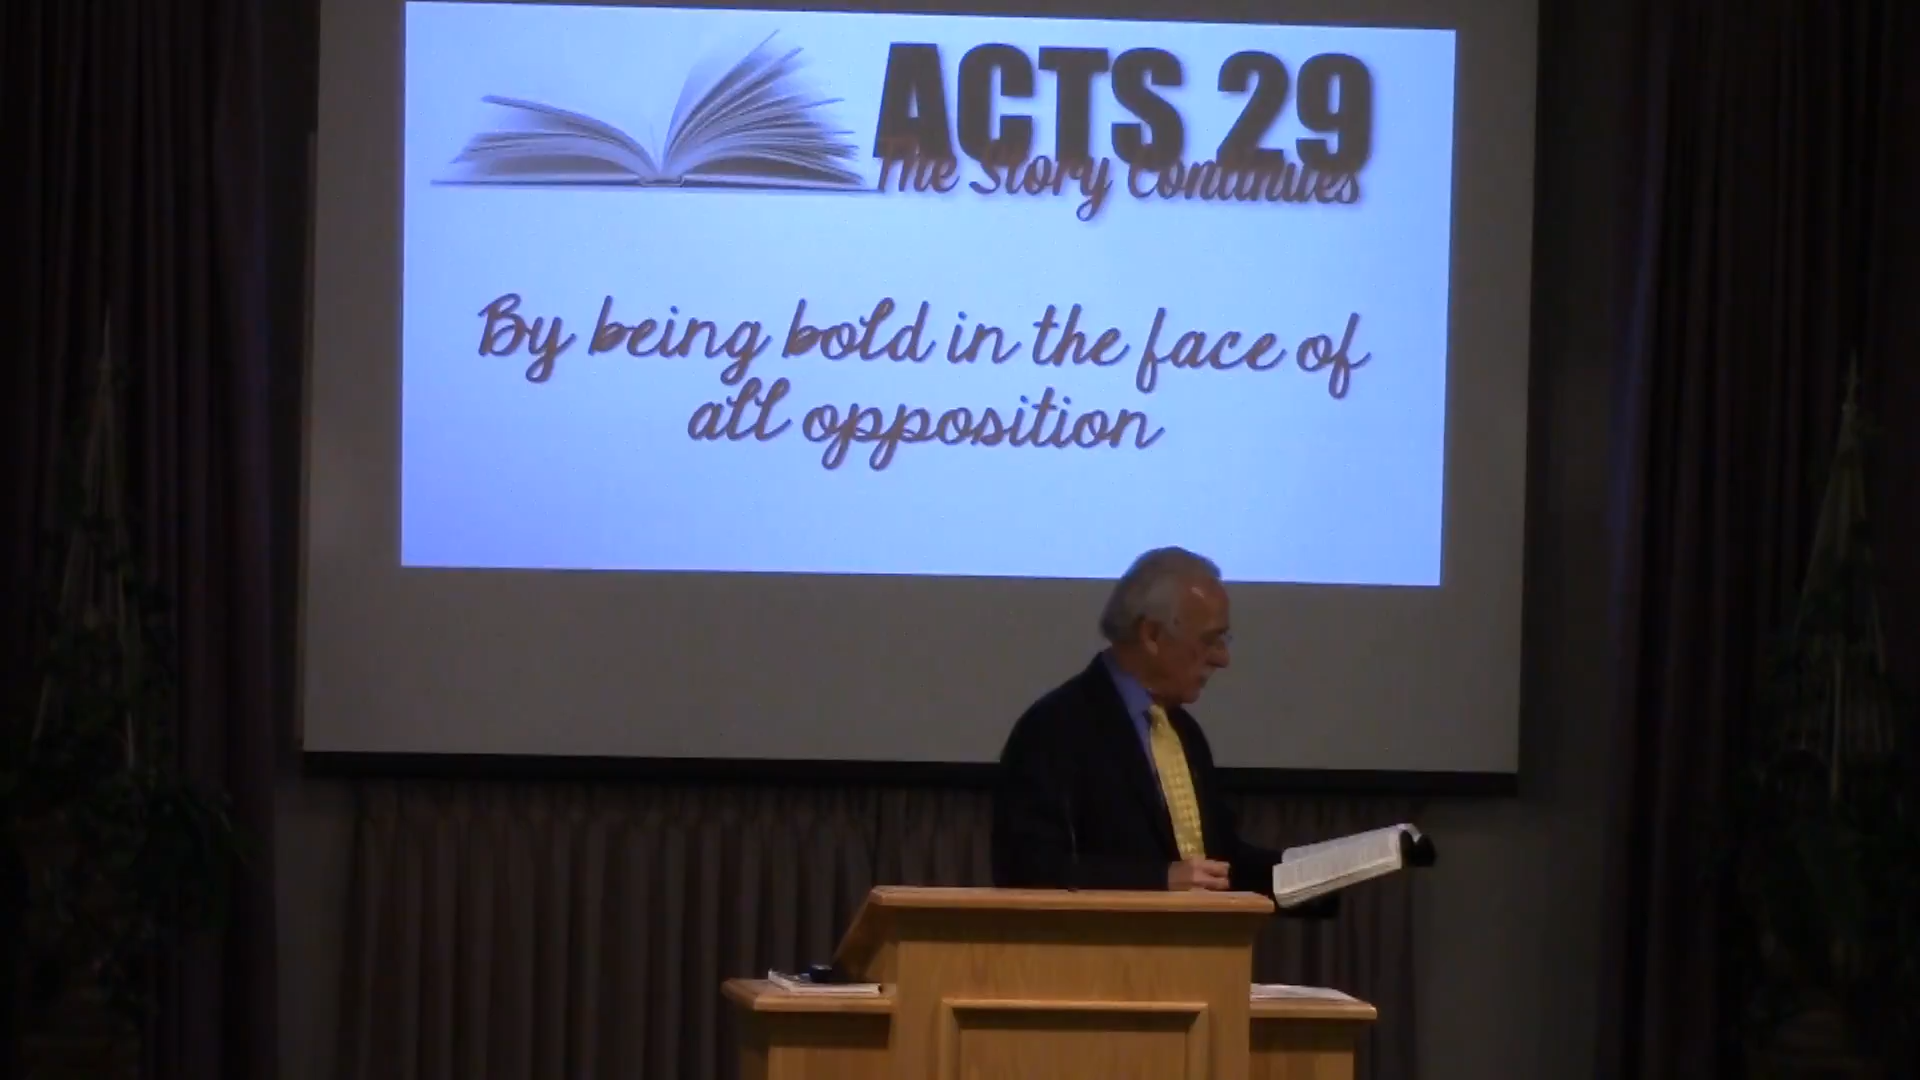 ACTS 29
The Story Continues
By being bold in the face of
all opposition